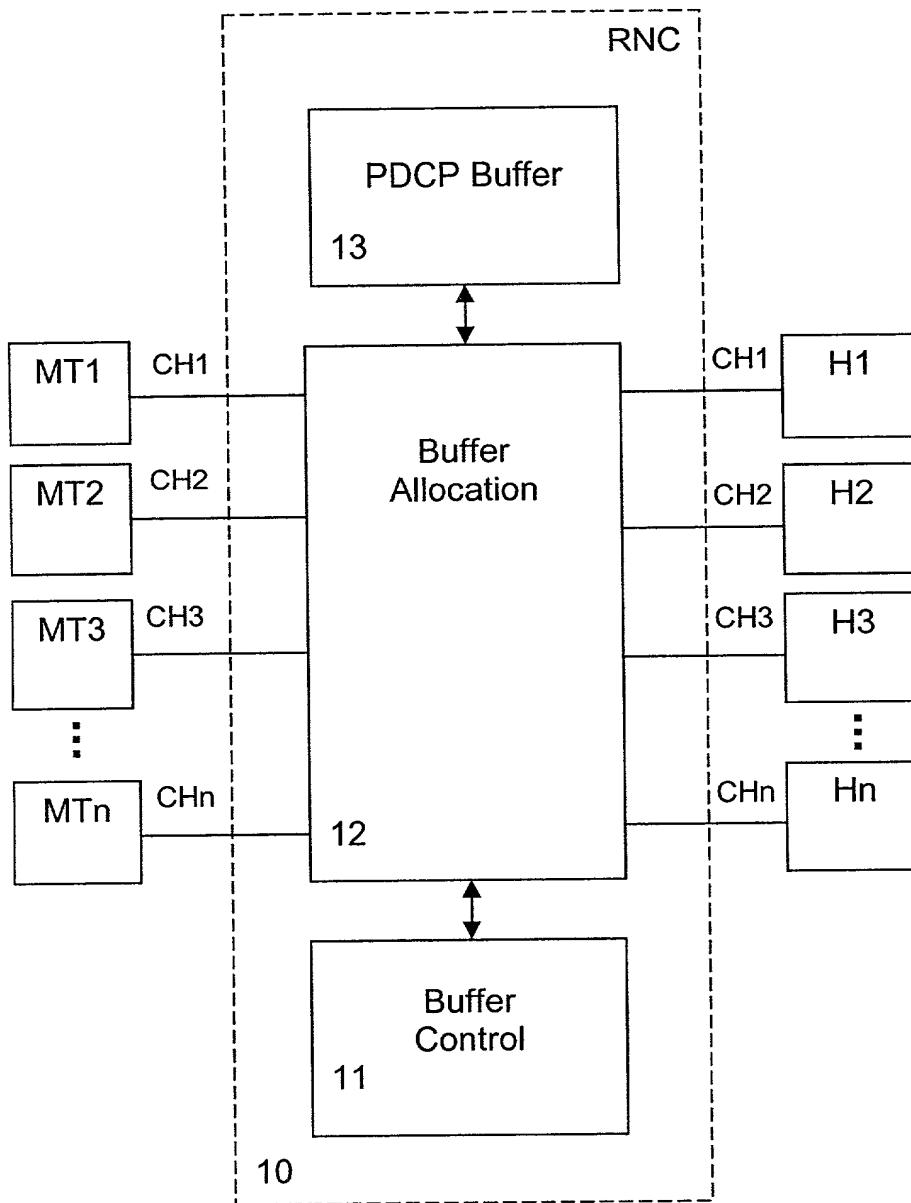 RNC
PDCP Buffer
13
MT1
CH1
CH1
H1
Buffer
Allocation
MT2
CH2
CH2
H2
MT3
CH3
CH3
H3
MTn
CHn
CHn
Hn
12
Buffer
Control
11
10